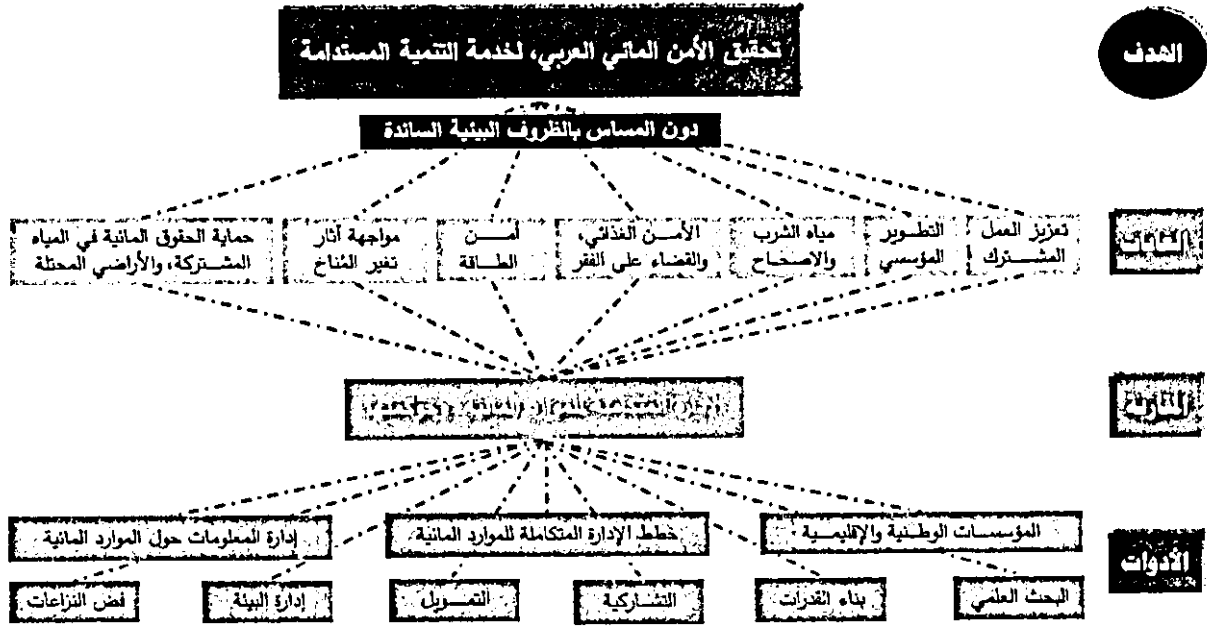 الهدف
تحقيق الأمن المائي العربي، لخدمة التنمية المستدامة
دون المساس بالظروف البيئية السائدة
الغايات
تعزيز العمل
المشترك
التطوير
المؤسسي
مياه الشرب
والاصحاح
الأمن الغذائي،
والقضاء على الفقر
أمن
الطاقة
مواجهة آثار
تغير المُناخ
حماية الحقوق المائية في المياه
المشتركة، والأراضي المحتلة
المقاربة
الأدوات
المؤسسات الوطنية والإقليمية
خطط الإدارة المتكاملة للموارد المائية
إدارة المعلومات حول الموارد المائية
البحث العلمي
بناء القدرات
التشاركية
التمويل
إدارة البيئة
فض النزاعات